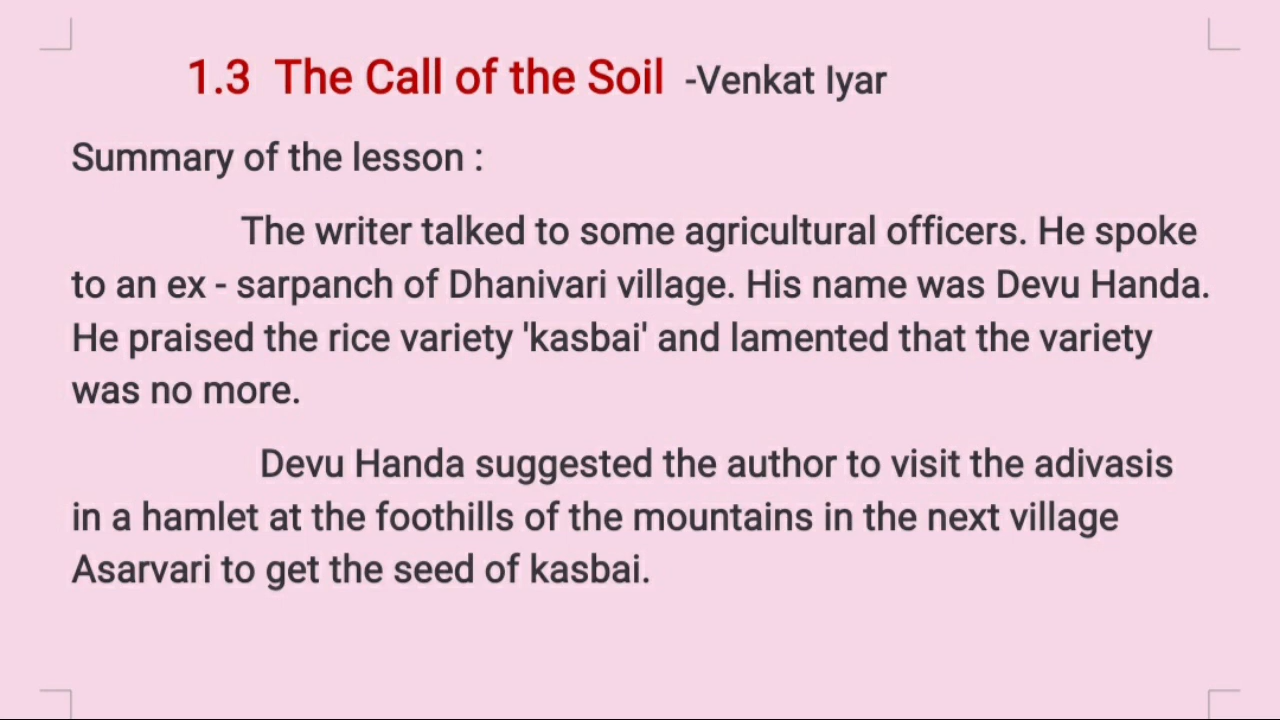 1.3 The Call of the Soil -Venkat Iyar
Summary of the lesson :
The writer talked to some agricultural officers. He spoke
to an ex - sarpanch of Dhanivari village. His name was Devu Handa.
He praised the rice variety 'kasbai' and lamented that the variety
was no more.
Devu Handa suggested the author to visit the adivasis
in a hamlet at the foothills of the mountains in the next village
Asarvari to get the seed of kasbai.